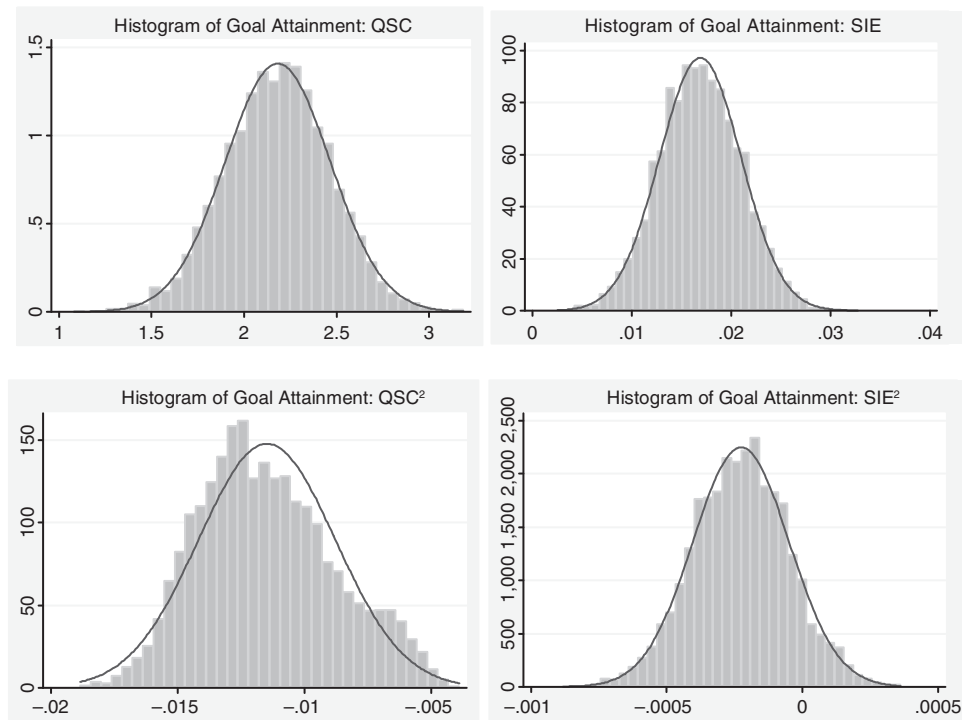 Histogram of Goal Attainment: QSC
1.5
1
.5
0
1 1.5 2 2.5 3
Histogram of Goal Attainment: SIE
100
80
60
40
20
0
0 .01 .02 .03 .04
Histogram of Goal Attainment: QSC²
150
100
50
0
−.02 −.015 −.01 −.005
Histogram of Goal Attainment: SIE²
2,500
2,000
1,500
1,000
500
0
−.001 −.0005 0 .0005